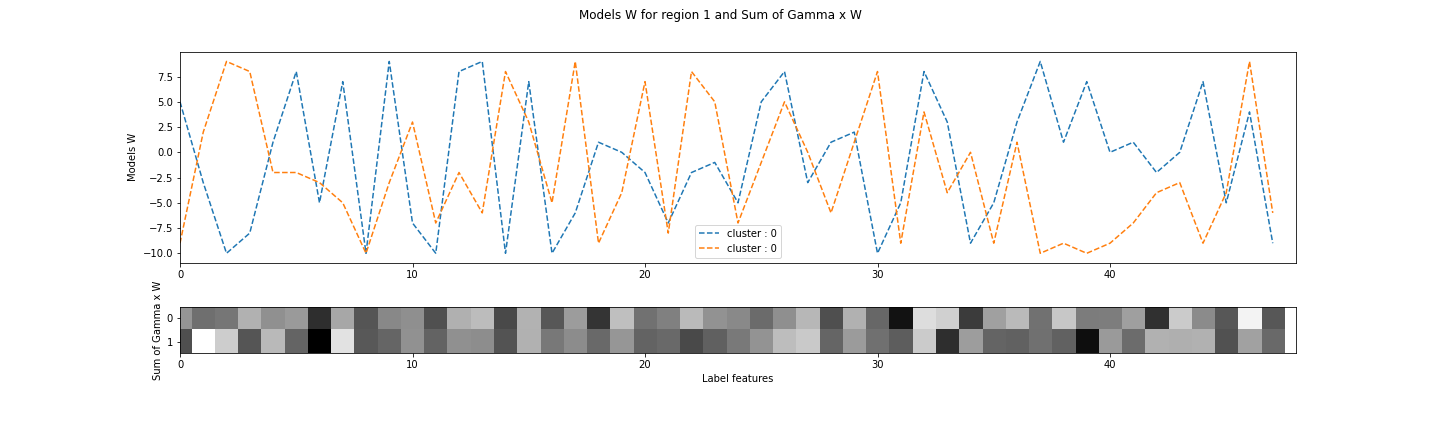 Models W for region 1 and Sum of Gamma x W
Models W
7.5
5.0
2.5
0.0
−2.5
−5.0
−7.5
−10.0
cluster : 0
cluster : 0
0 10 20 30 40
Sum of Gamma x W
0
1
0 10 20 30 40
Label features